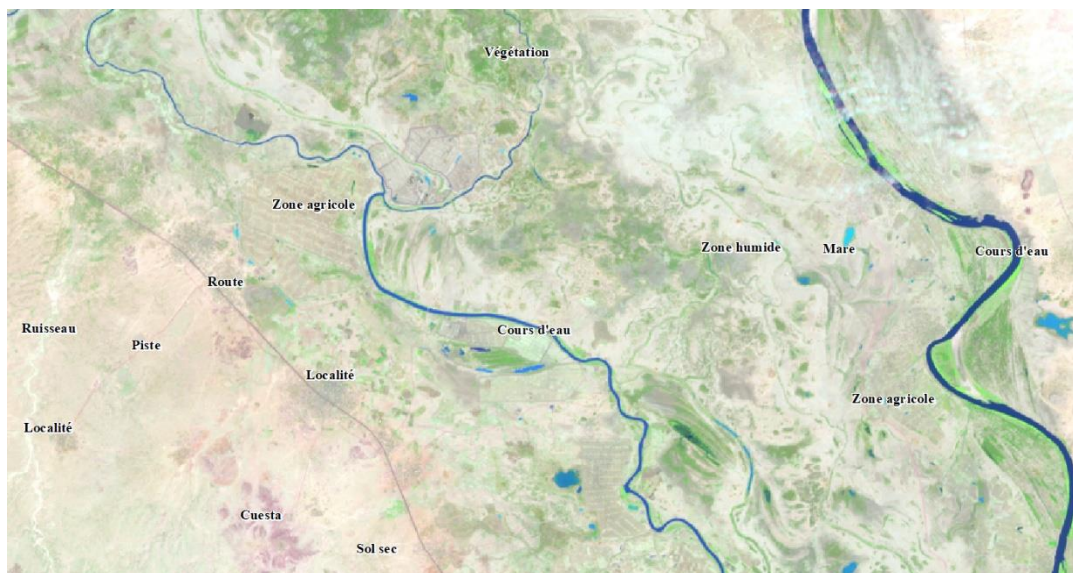 Végétation
Zone agricole
Zone humide
Mare
Cours d'eau
Route
Ruisseau
Piste
Cours d'eau
Localité
Zone agricole
Localité
Cuesta
Sol sec